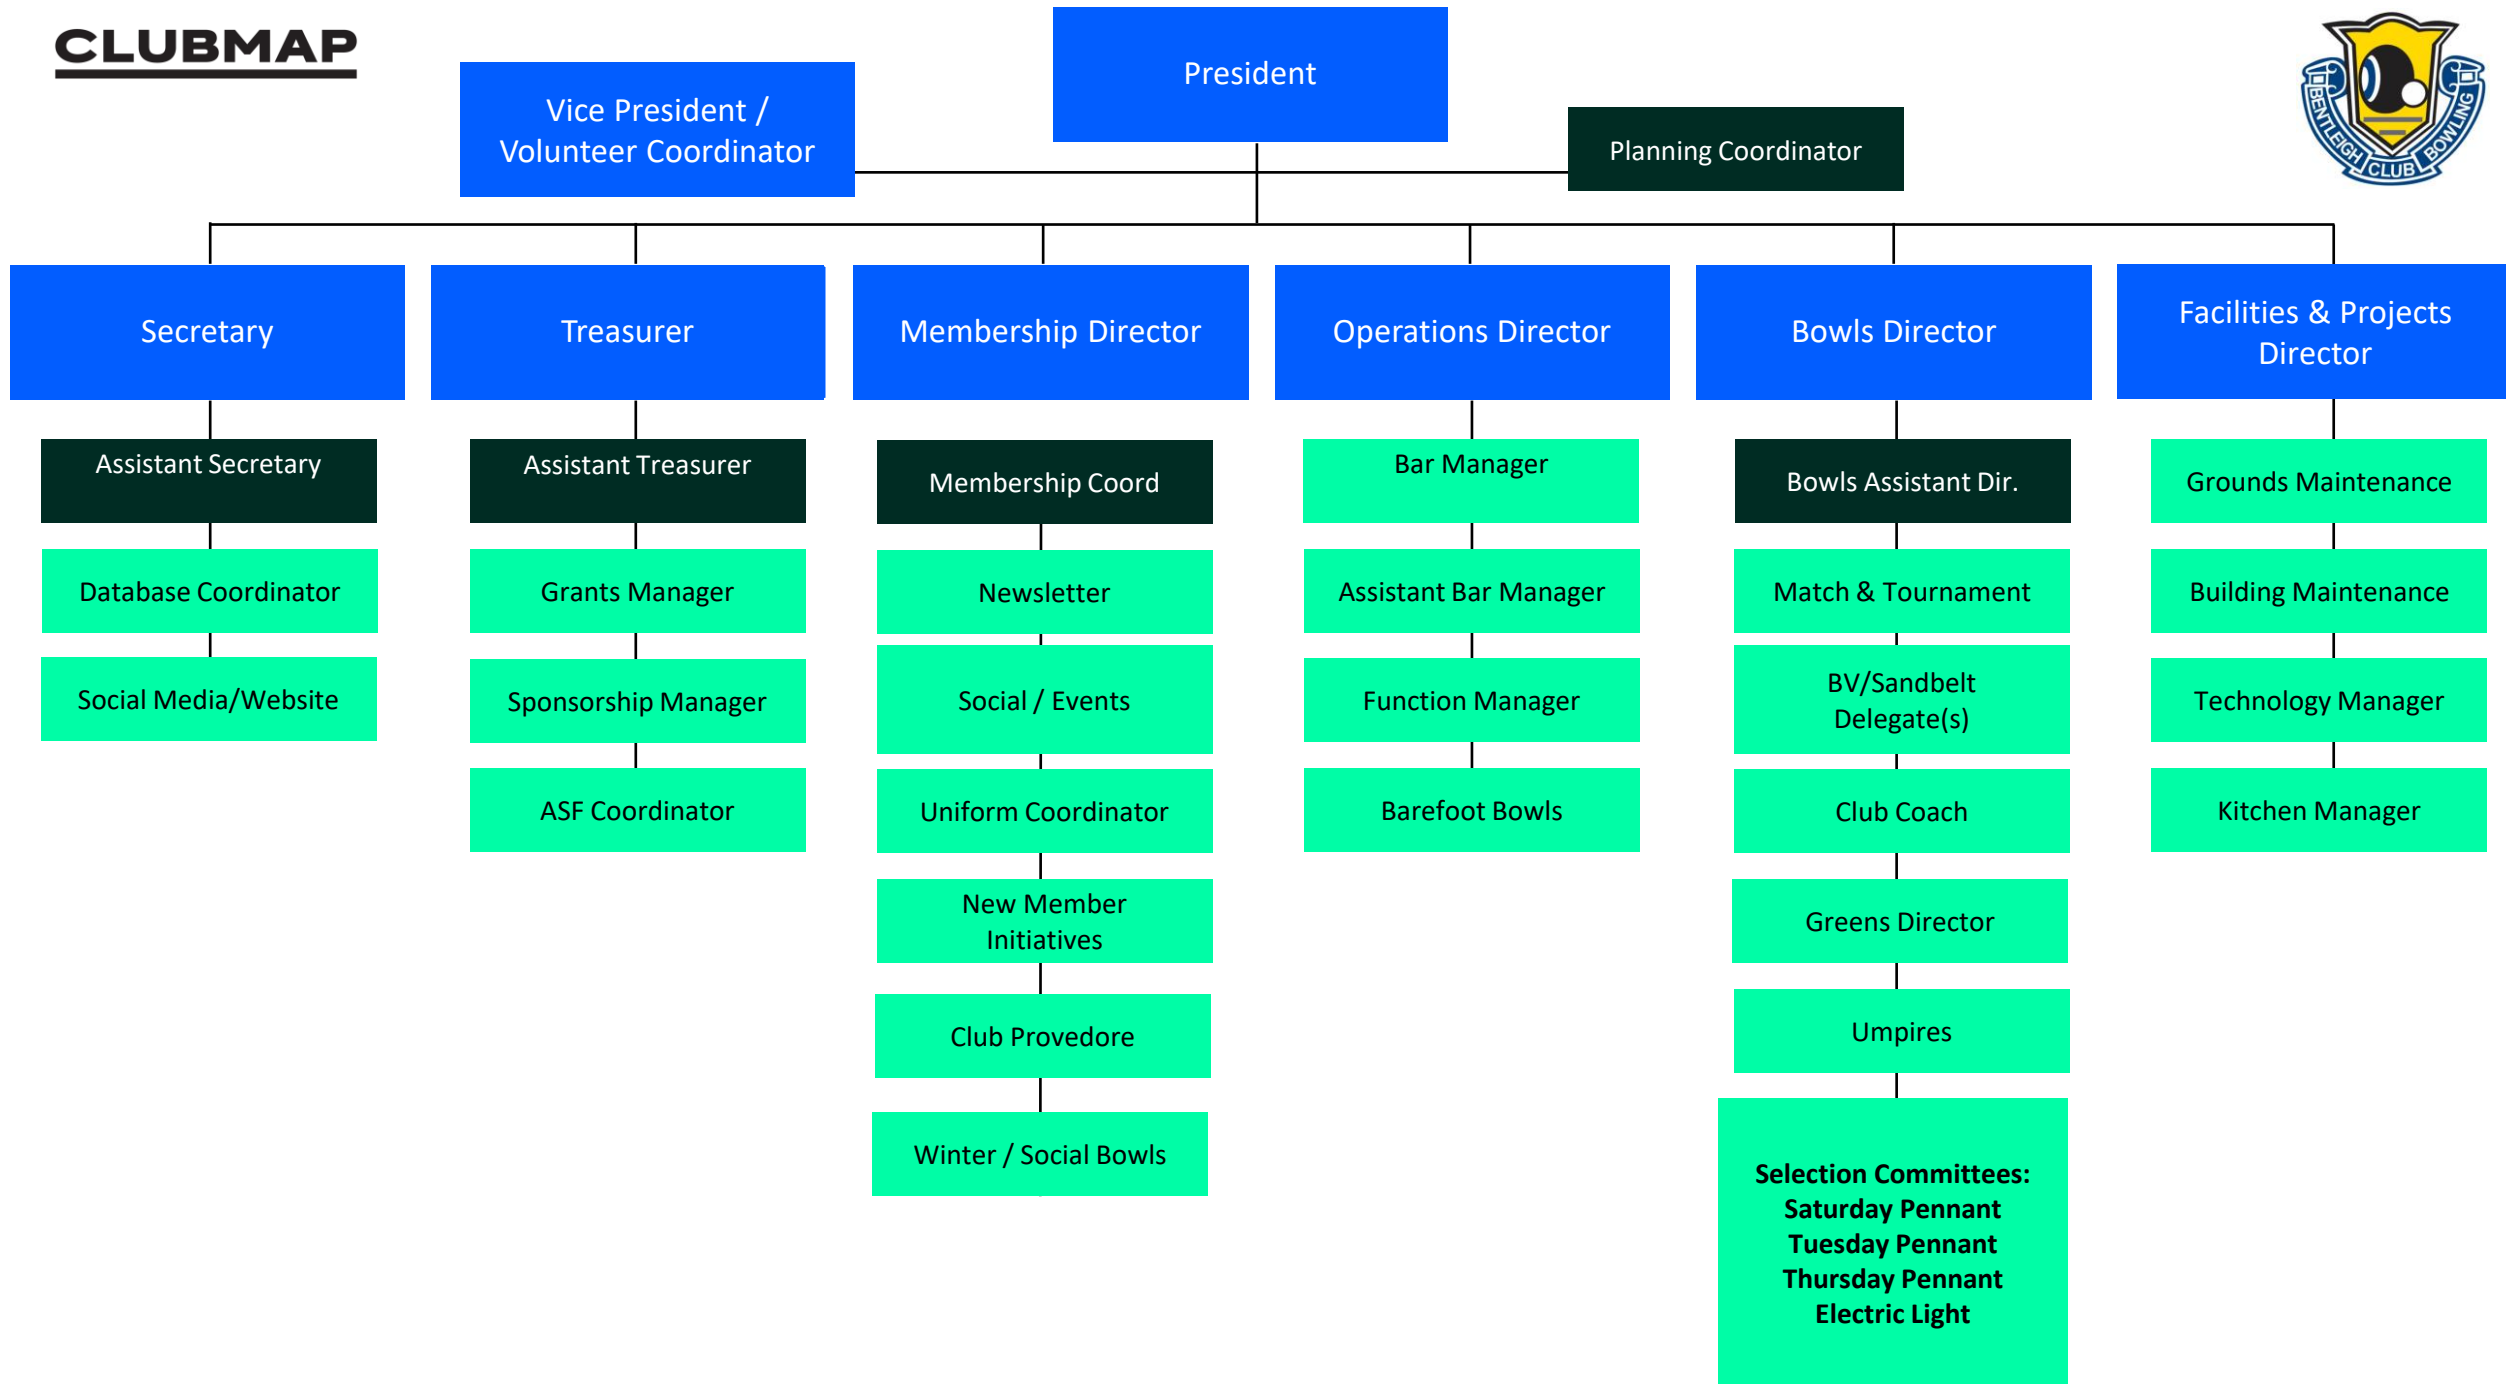 CLUBMAP
President
Vice President /
Volunteer Coordinator
Planning Coordinator
BENTLEIGH
CLUB
BOWLING
Secretary
Treasurer
Membership Director
Operations Director
Bowls Director
Facilities & Projects
Director
Assistant Secretary
Database Coordinator
Social Media/Website
Assistant Treasurer
Grants Manager
Sponsorship Manager
ASF Coordinator
Membership Coord
Newsletter
Social / Events
Uniform Coordinator
New Member
Initiatives
Club Provedore
Winter / Social Bowls
Bar Manager
Assistant Bar Manager
Function Manager
Barefoot Bowls
Bowls Assistant Dir.
Match & Tournament
BV/Sandbelt
Delegate(s)
Club Coach
Greens Director
Umpires
Selection Committees:
Saturday Pennant
Tuesday Pennant
Thursday Pennant
Electric Light
Grounds Maintenance
Building Maintenance
Technology Manager
Kitchen Manager